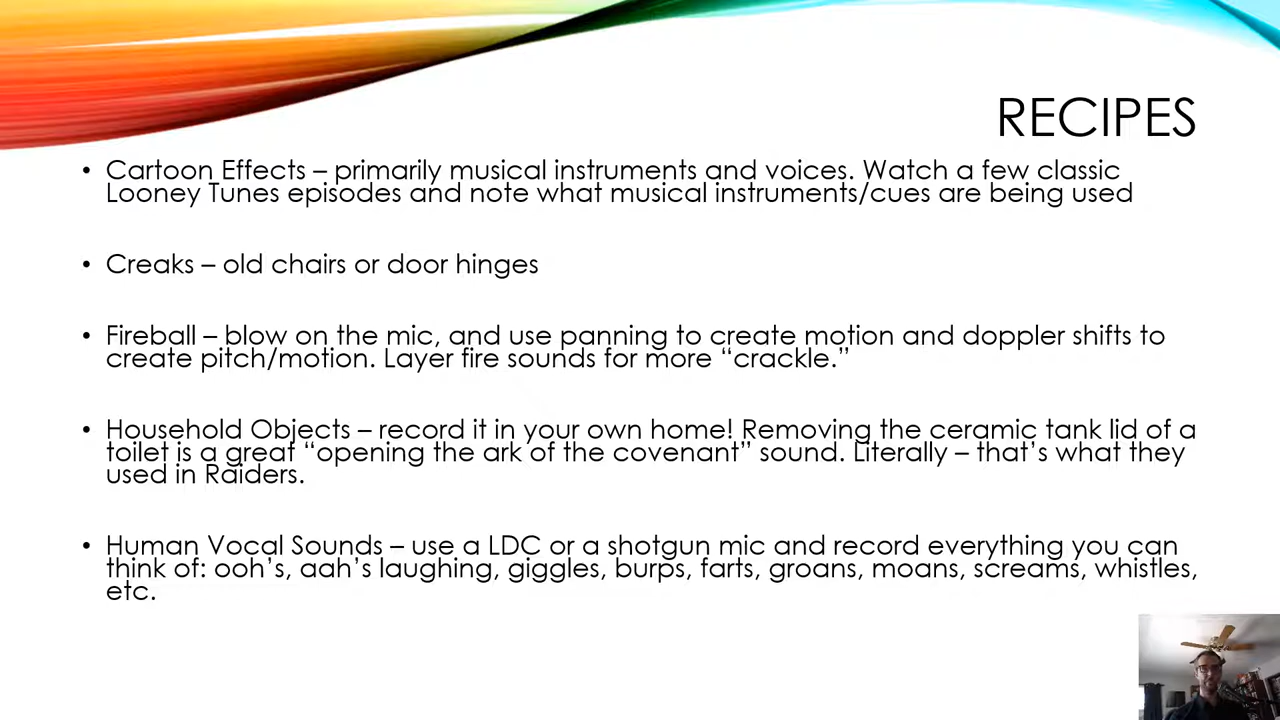 RECIPES
• Cartoon Effects – primarily musical instruments and voices. Watch a few classic
Looney Tunes episodes and note what musical instruments/cues are being used
• Creaks – old chairs or door hinges
• Fireball – blow on the mic, and use panning to create motion and doppler shifts to
create pitch/motion. Layer fire sounds for more “crackle.”
• Household Objects – record it in your own home! Removing the ceramic tank lid of a
toilet is a great “opening the ark of the covenant” sound. Literally – that’s what they
used in Raiders.
• Human Vocal Sounds – use a LDC or a shotgun mic and record everything you can
think of: ooh’s, aah’s laughing, giggles, burps, farts, groans, moans, screams, whistles,
etc.